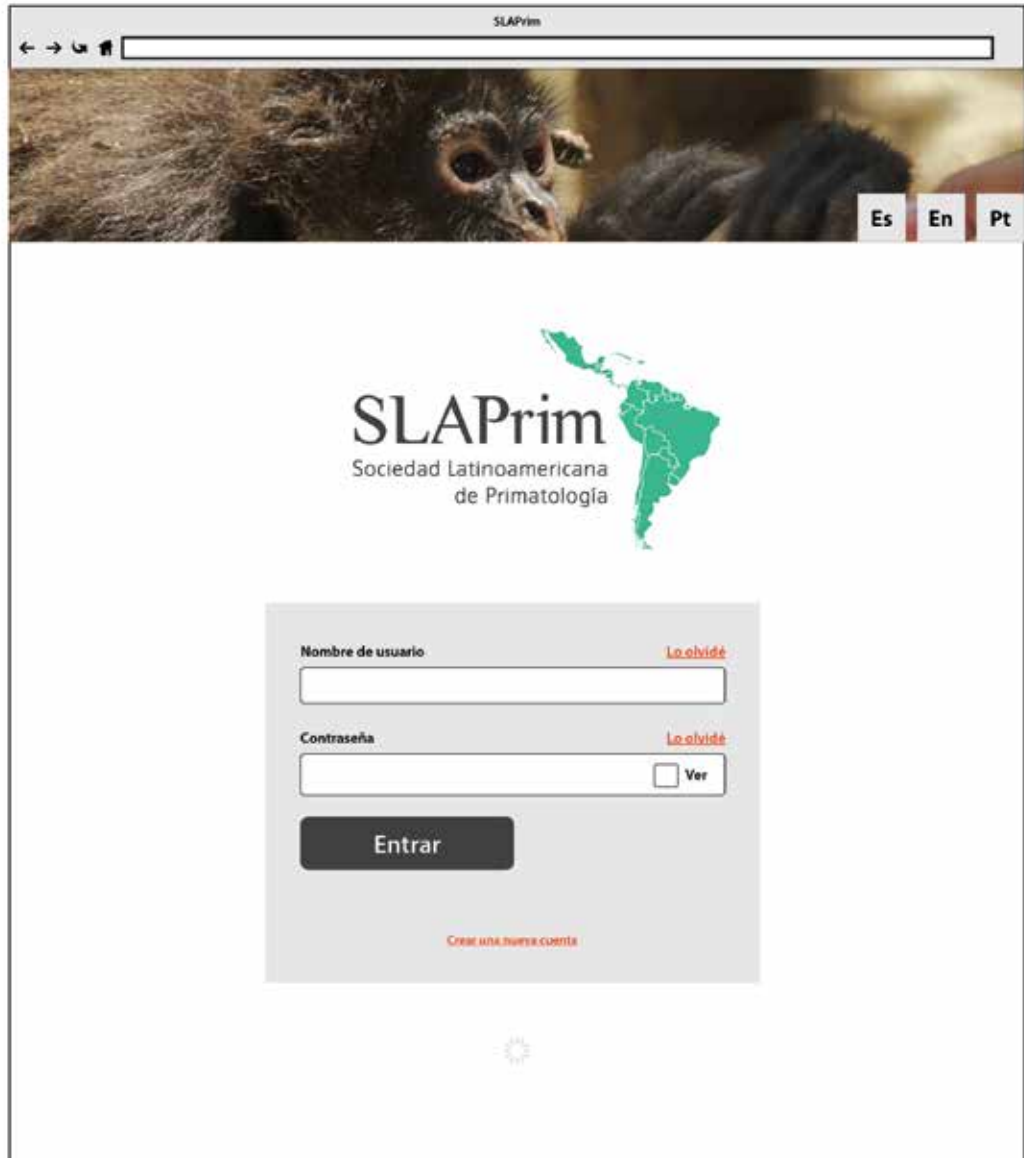 SLAPrim
Es En Pt
SLAPrim
Sociedad Latinoamericana
de Primatología
Nombre de usuario Lo olvidé
Contraseña Lo olvidé
Ver
Entrar
Crear una nueva cuenta